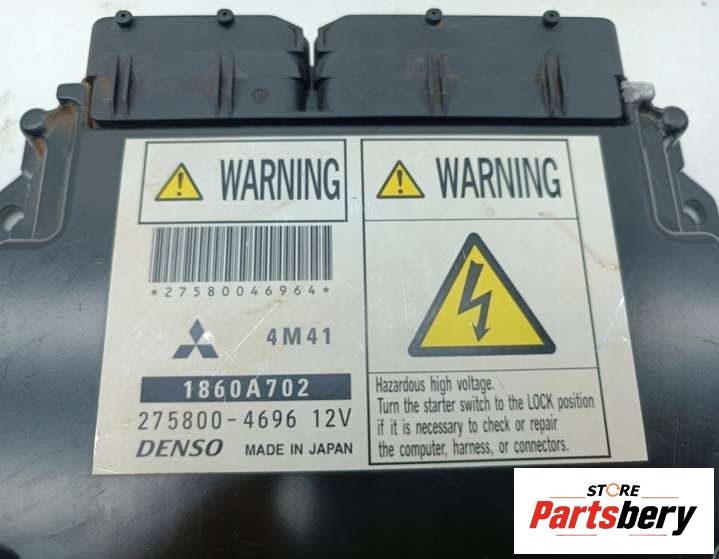 WARNING
*27580046964*
4M41
1860A702
275800-4696 12V
DENSO MADE IN JAPAN
WARNING
Hazardous high voltage.
Turn the starter switch to the LOCK position
if it is necessary to check or repair
the computer, harness, or connectors.
STORE
Partsbery